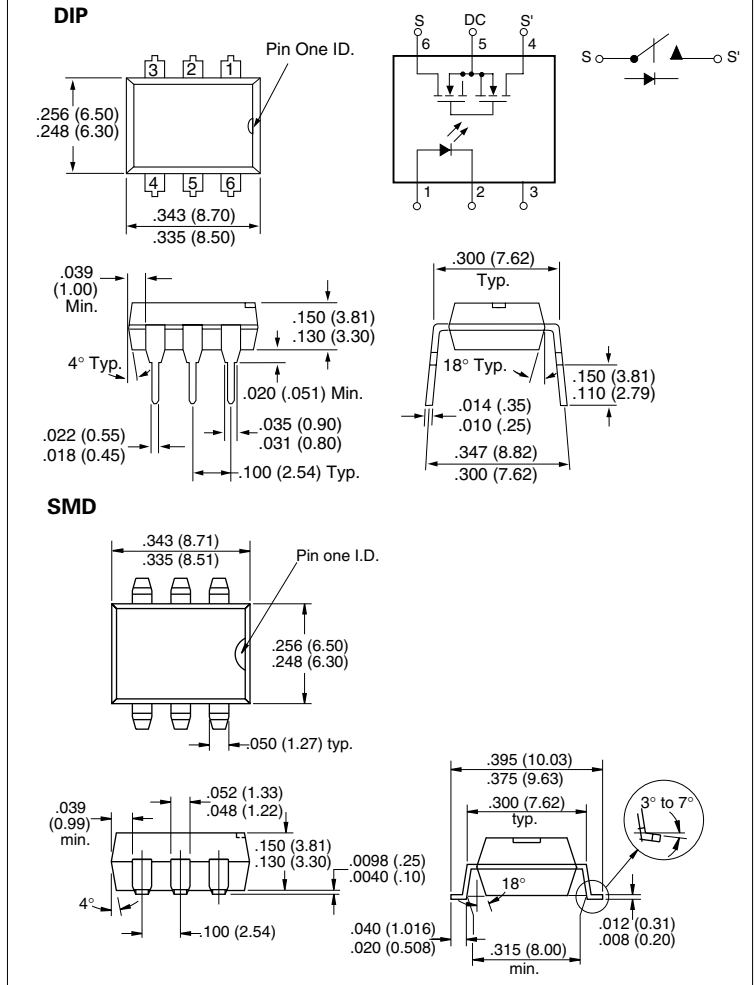 DIP
S DC S'
6 5 4
Pin One ID.
S S'
3 2 1
.256 (6.50)
.248 (6.30)
4 5 6
1 2 3
.343 (8.70)
.335 (8.50)
.039
(1.00)
Min.
.150 (3.81)
.130 (3.30)
4° Typ.
.020 (.051) Min.
.022 (0.55)
.018 (0.45)
.035 (0.90)
.031 (0.80)
.100 (2.54) Typ.
.300 (7.62)
Typ.
18° Typ.
.150 (3.81)
.110 (2.79)
.014 (.35)
.010 (.25)
.347 (8.82)
.300 (7.62)
SMD
.343 (8.71)
.335 (8.51)
Pin one I.D.
.256 (6.50)
.248 (6.30)
.050 (1.27) typ.
.039
(0.99)
min.
.052 (1.33)
.048 (1.22)
.150 (3.81)
.130 (3.30)
.0098 (.25)
.0040 (.10)
4°
.100 (2.54)
.395 (10.03)
.375 (9.63)
.300 (7.62)
typ.
3° to 7°
18°
.040 (1.016)
.020 (0.508)
.315 (8.00)
min.
.012 (0.31)
.008 (0.20)